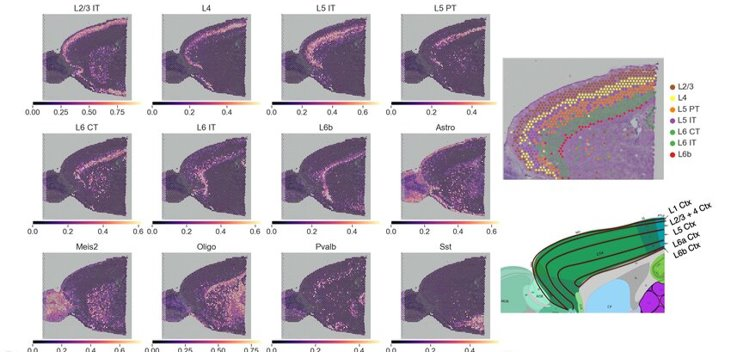 L2/3 IT
L4
L5 IT
L5 PT
0.00 0.25 0.50 0.75
0.0 0.2 0.4
0.0 0.2 0.4
0.0 0.2 0.4
L6 CT
L6 IT
L6b
Astro
0.0 0.2 0.4 0.6
0.0 0.2 0.4
0.0 0.2 0.4
0.0 0.2 0.4 0.6
Meis2
Oligo
Pvalb
Sst
0.0 0.2 0.4 0.6
0.00 0.25 0.50 0.75
0.0 0.1 0.2
0.0 0.2 0.4
L2/3
L4
L5 PT
L5 IT
L6 CT
L6 IT
L6b
L1 Ctx
L2/3 + 4 Ctx
L5 Ctx
L6a Ctx
L6b Ctx
CP